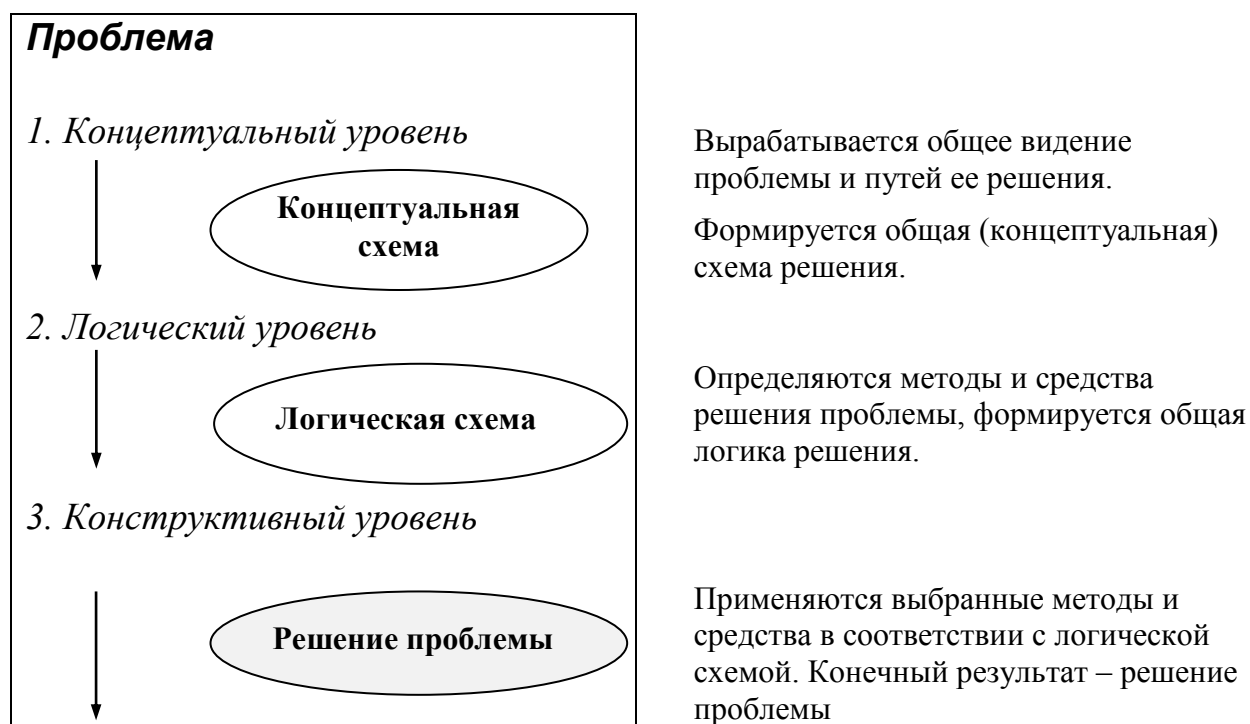 Проблема
1. Концептуальный уровень
Концептуальная
схема
Вырабатывается общее видение
проблемы и путей ее решения.
Формируется общая (концептуальная)
схема решения.
2. Логический уровень
Логическая схема
Определяются методы и средства
решения проблемы, формируется общая
логика решения.
3. Конструктивный уровень
Решение проблемы
Применяются выбранные методы и
средства в соответствии с логической
схемой. Конечный результат – решение
проблемы